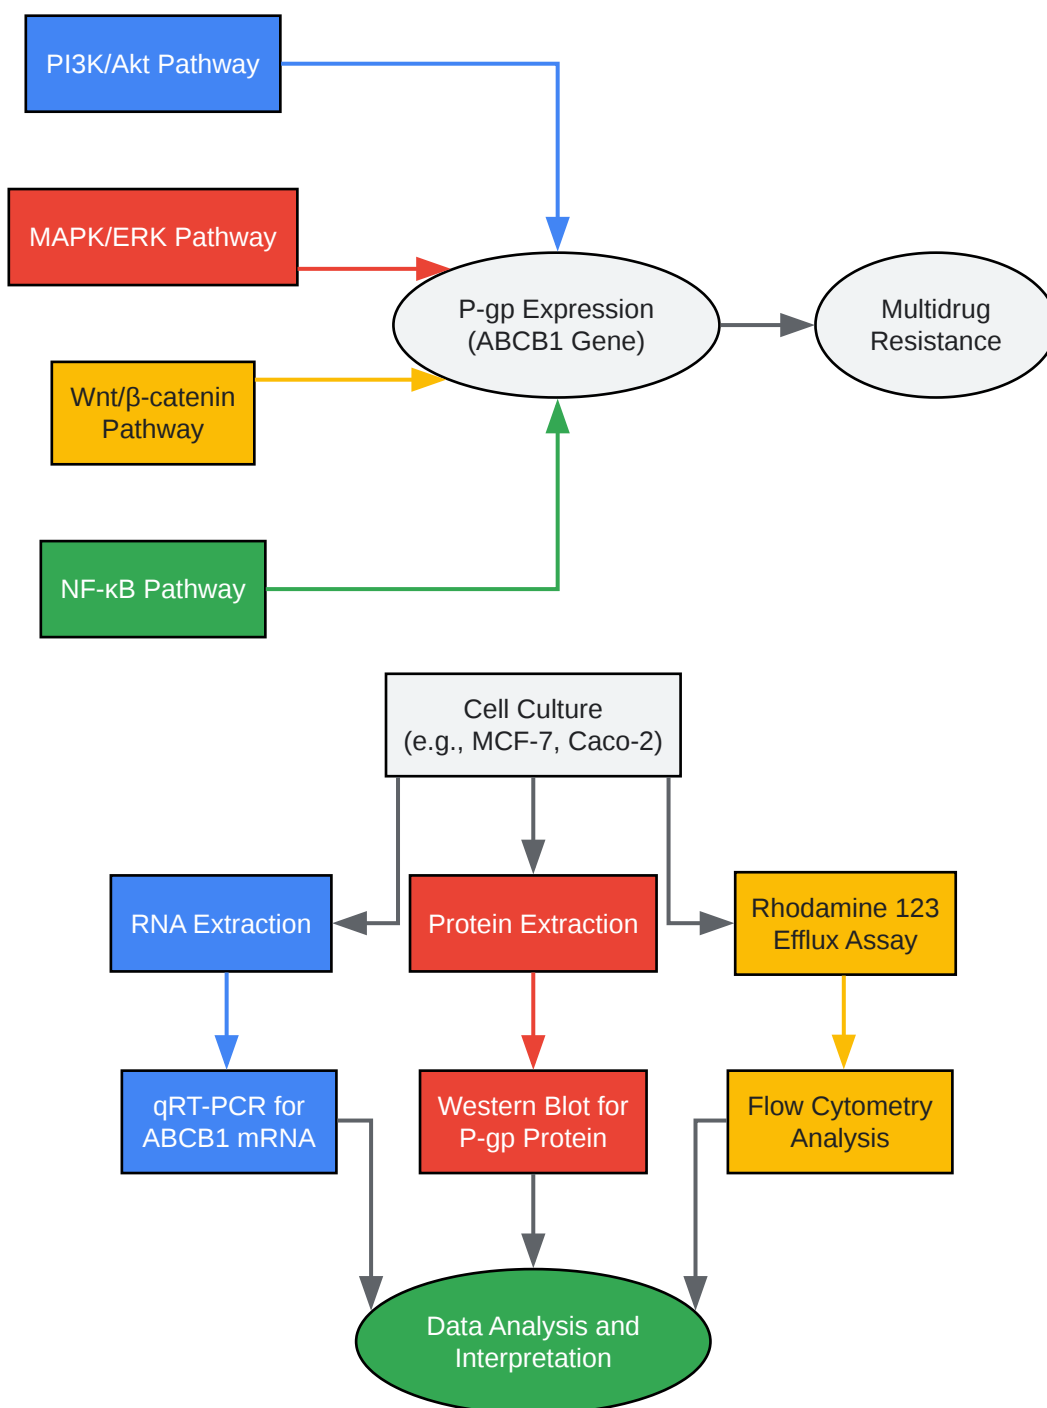 PI3K/Akt Pathway
MAPK/ERK Pathway
P-gp Expression
(ABCB1 Gene)
Multidrug
Resistance
Wnt/β-catenin
Pathway
NF-κB Pathway
Cell Culture
(e.g., MCF-7, Caco-2)
RNA Extraction
Protein Extraction
Rhodamine 123
Efflux Assay
qRT-PCR for
ABCB1 mRNA
Western Blot for
P-gp Protein
Flow Cytometry
Analysis
Data Analysis and
Interpretation